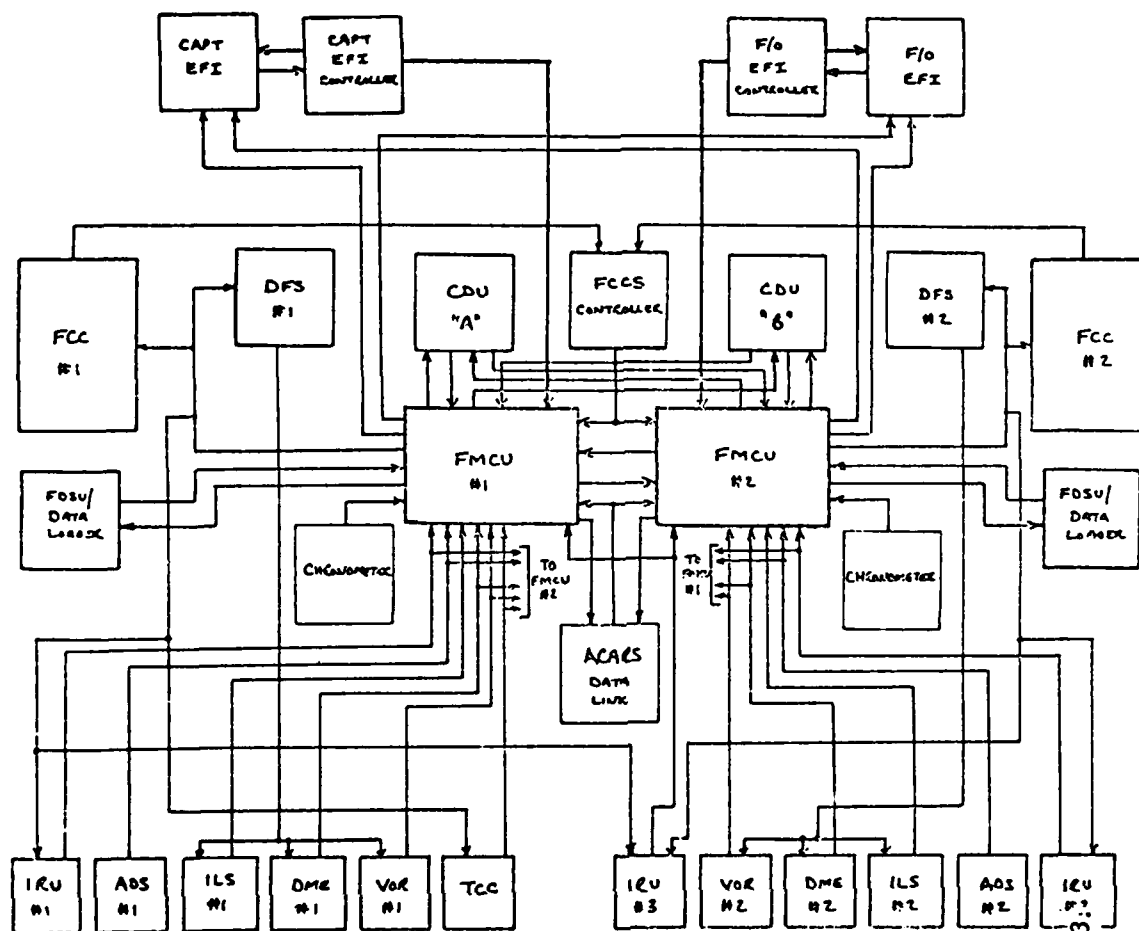 CAPT
EFI
CAPT
EFI
CONTROLLER
F/O
EFI
CONTROLLER
F/O
EFI
FCC
#1
DFS
#1
CDU
"A"
FCCS
CONTROLLER
CDU
"B"
DFS
#2
FCC
#2
FMCU
#1
FMCU
#2
FDSU/
DATA
LOADER
CHRONOMETER
TO
FMCU
#2
TO
FMCU
#1
CHRONOMETER
FDSU/
DATA
LOADER
ACARS
DATA
LINK
IRU
#1
ADS
#1
ILS
#1
DME
#1
VOR
#1
TCC
IRU
#3
VOR
#2
DME
#2
ILS
#2
ADS
#2
IRU